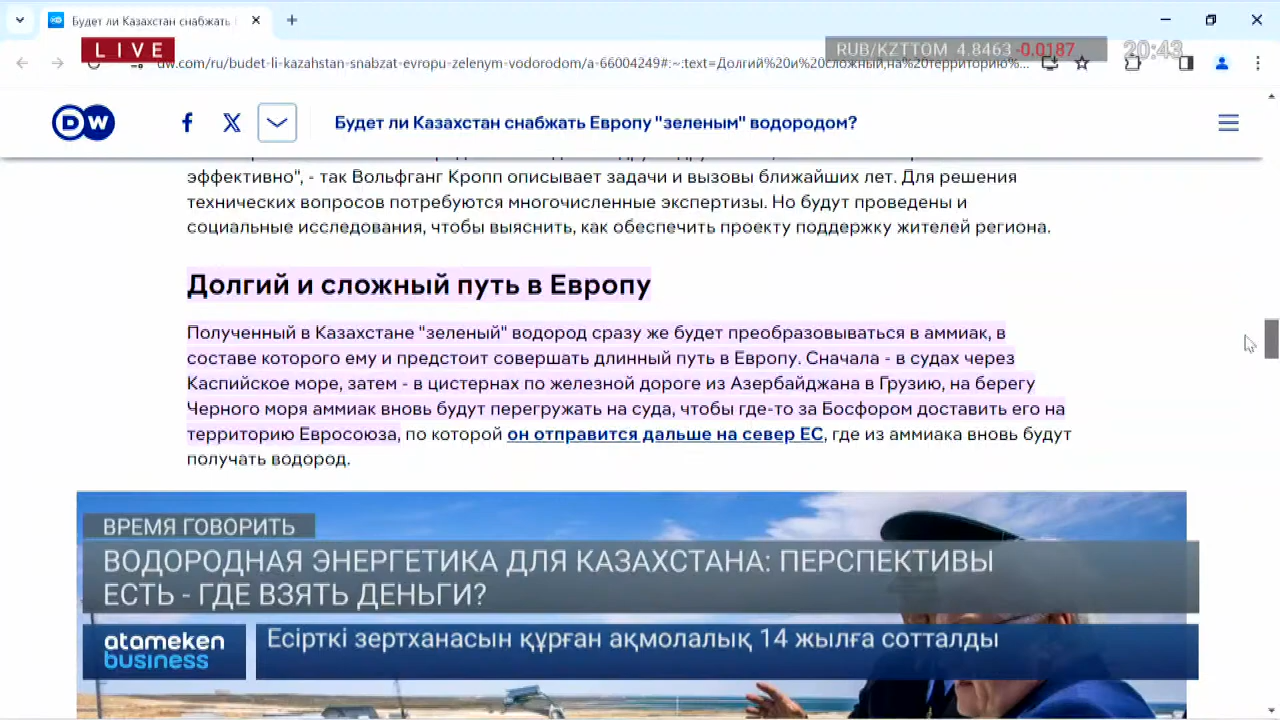 Будет ли Казахстан снабжать
LIVE
RUB/KZTTOM 4.8463 -0.0187
20:43
dw.com/ru/budet-li-kazahstan-snabzat-evropu-zelenym-vodorodom/a-66004249#:~:text=Долгий%20и%20сложный,на%20территорию%...
DW
Будет ли Казахстан снабжать Европу "зеленым" водородом?
эффективно", - так Вольфганг Кропп описывает задачи и вызовы ближайших лет. Для решения
технических вопросов потребуются многочисленные экспертизы. Но будут проведены и
социальные исследования, чтобы выяснить, как обеспечить проекту поддержку жителей региона.
Долгий и сложный путь в Европу
Полученный в Казахстане "зеленый" водород сразу же будет преобразовываться в аммиак, в
составе которого ему и предстоит совершать длинный путь в Европу. Сначала - в судах через
Каспийское море, затем - в цистернах по железной дороге из Азербайджана в Грузию, на берегу
Черного моря аммиак вновь будут перегружать на суда, чтобы где-то за Босфором доставить его на
территорию Евросоюза, по которой он отправится дальше на север ЕС, где из аммиака вновь будут
получать водород.
ВРЕМЯ ГОВОРИТЬ
ВОДОРОДНАЯ ЭНЕРГЕТИКА ДЛЯ КАЗАХСТАНА: ПЕРСПЕКТИВЫ
ЕСТЬ - ГДЕ ВЗЯТЬ ДЕНЬГИ?
atameken
business
Есірткі зертханасын құрған ақмолалық 14 жылға сотталды